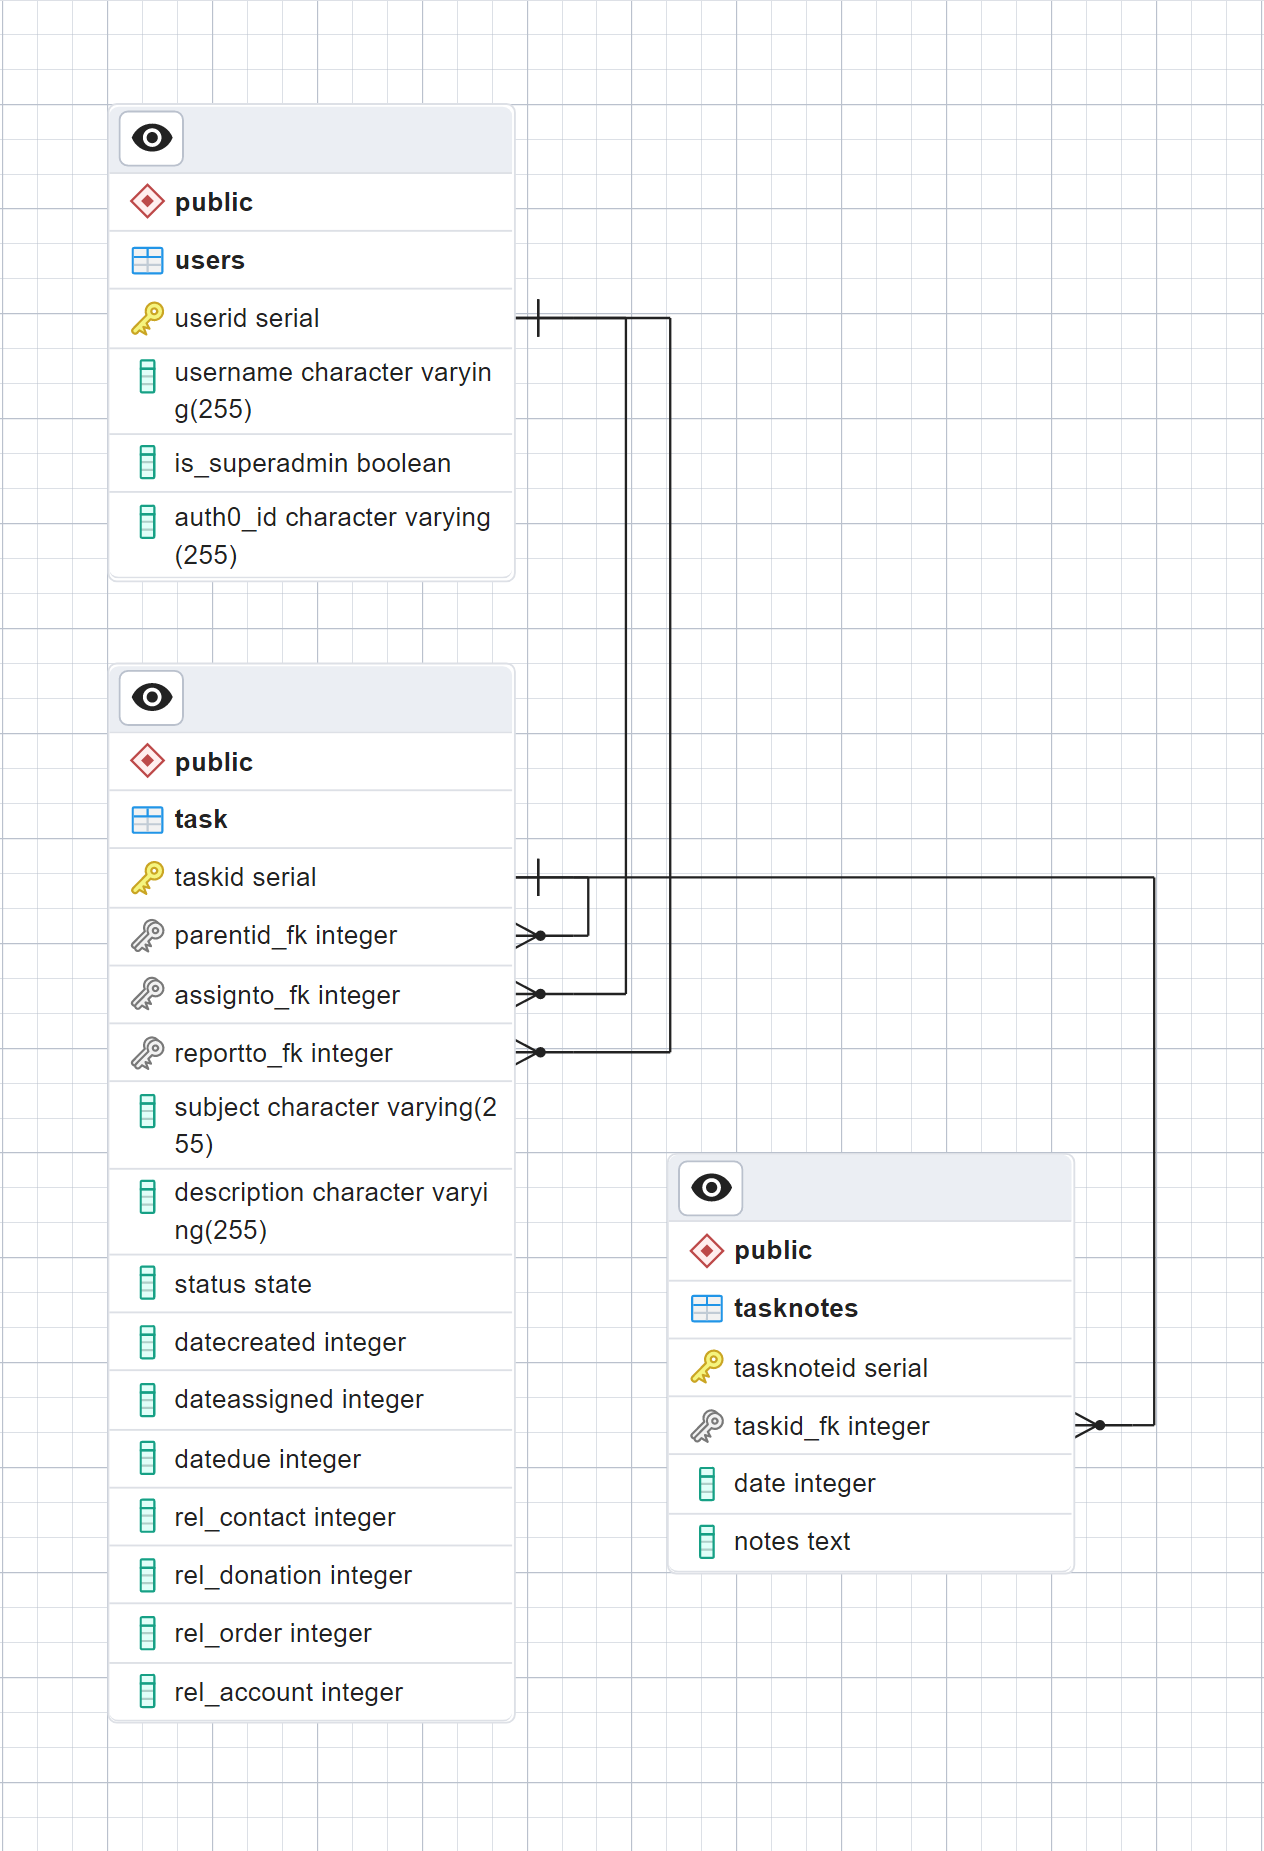 public
users
userid serial
username character varyin
g(255)
is_superadmin boolean
auth0_id character varying
(255)
public
task
taskid serial
parentid_fk integer
assignto_fk integer
reportto_fk integer
subject character varying(2
55)
description character varyi
ng(255)
status state
datecreated integer
dateassigned integer
datedue integer
rel_contact integer
rel_donation integer
rel_order integer
rel_account integer
public
tasknotes
tasknoteid serial
taskid_fk integer
date integer
notes text